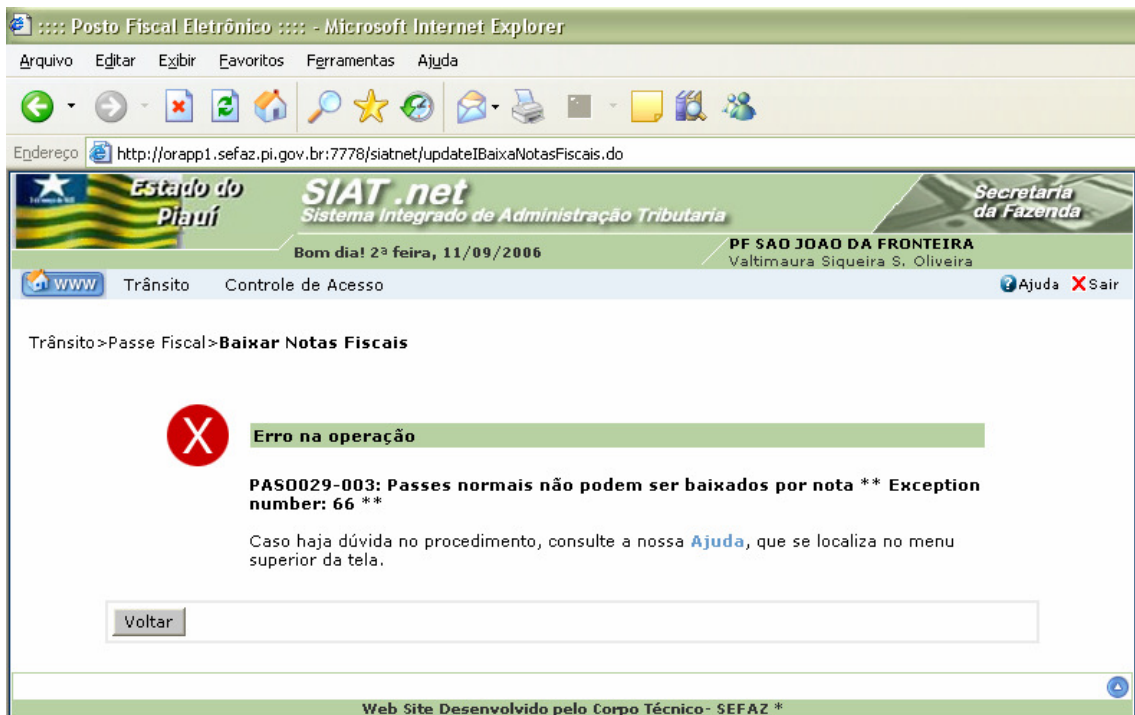 :::: Posto Fiscal Eletrônico :::: - Microsoft Internet Explorer
Arquivo Editar Exibir Favoritos Ferramentas Ajuda
Endereço http://orapp1.sefaz.pi.gov.br:7778/siatnet/updateIBaixaNotasFiscais.do
Estado do Piauí
SIAT .net
Sistema Integrado de Administração Tributaria
Secretaria da Fazenda
Bom dia! 2ª feira, 11/09/2006
PF SAO JOAO DA FRONTEIRA
Valtimaura Siqueira S. Oliveira
WWW Trânsito Controle de Acesso Ajuda Sair
Trânsito>Passe Fiscal>Baixar Notas Fiscais
X
Erro na operação
PAS0029-003: Passes normais não podem ser baixados por nota ** Exception
number: 66 **
Caso haja dúvida no procedimento, consulte a nossa Ajuda, que se localiza no menu
superior da tela.
Voltar
Web Site Desenvolvido pelo Corpo Técnico- SEFAZ *